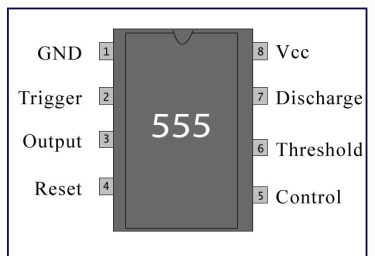 GND 1 8 Vcc
Trigger 2 7 Discharge
555
Output 3 6 Threshold
Reset 4 5 Control